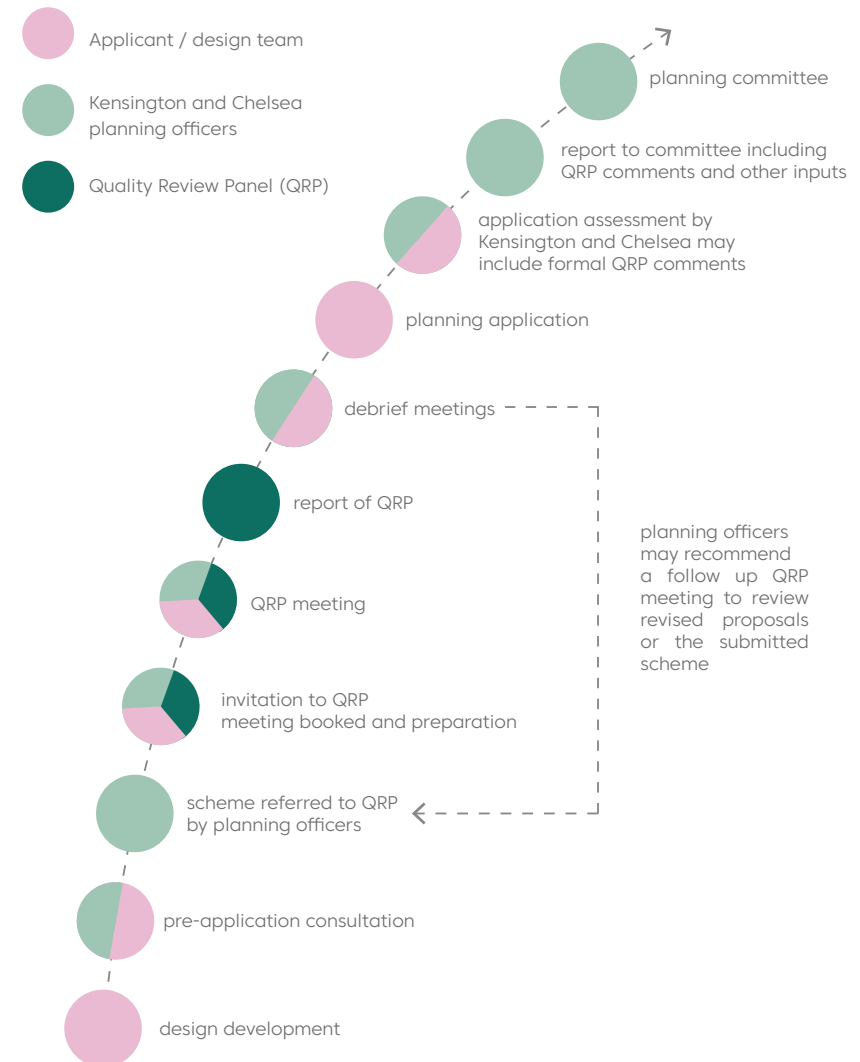 Applicant / design team
Kensington and Chelsea
planning officers
Quality Review Panel (QRP)
planning committee
report to committee including
QRP comments and other inputs
application assessment by
Kensington and Chelsea may
include formal QRP comments
planning application
debrief meetings
report of QRP
planning officers
may recommend
a follow up QRP
meeting to review
revised proposals
or the submitted
scheme
QRP meeting
invitation to QRP
meeting booked and preparation
scheme referred to QRP
by planning officers
pre-application consultation
design development